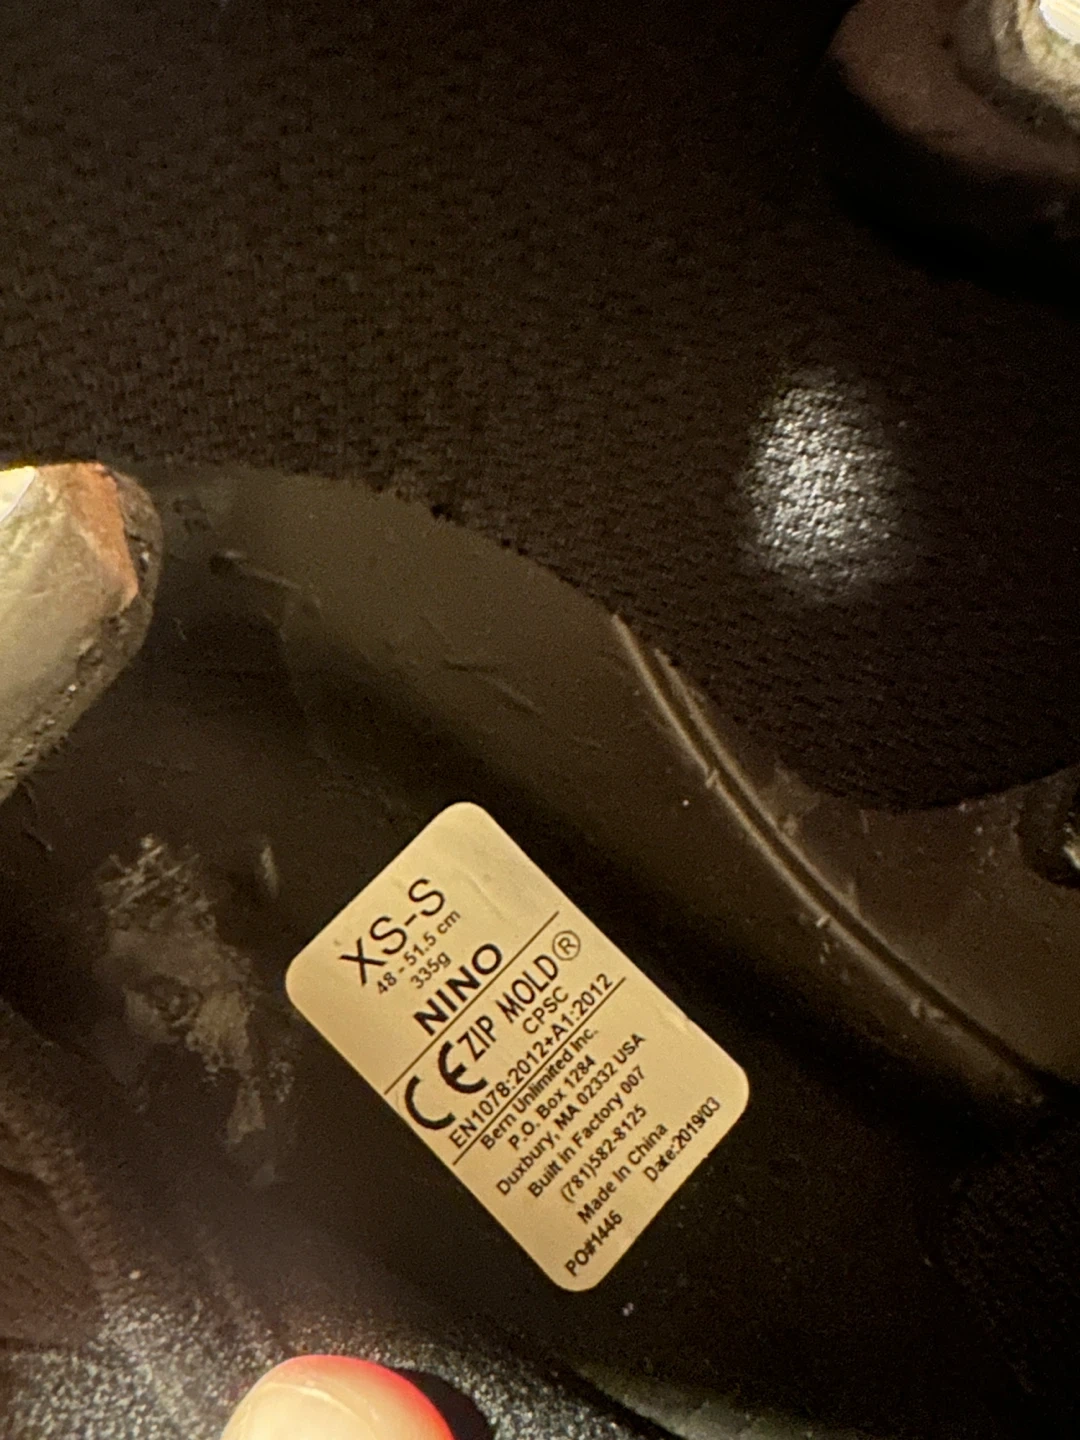 XS-S
48 - 51.5 cm
335g
NINO
CE ZIP MOLD®
CPSC
EN1078:2012+A1:2012
Bern Unlimited Inc.
P.O. Box 1284
Duxbury, MA 02332 USA
Built in Factory 007
(781)582-8125
Made In China
PO#1446 Date:2019/03